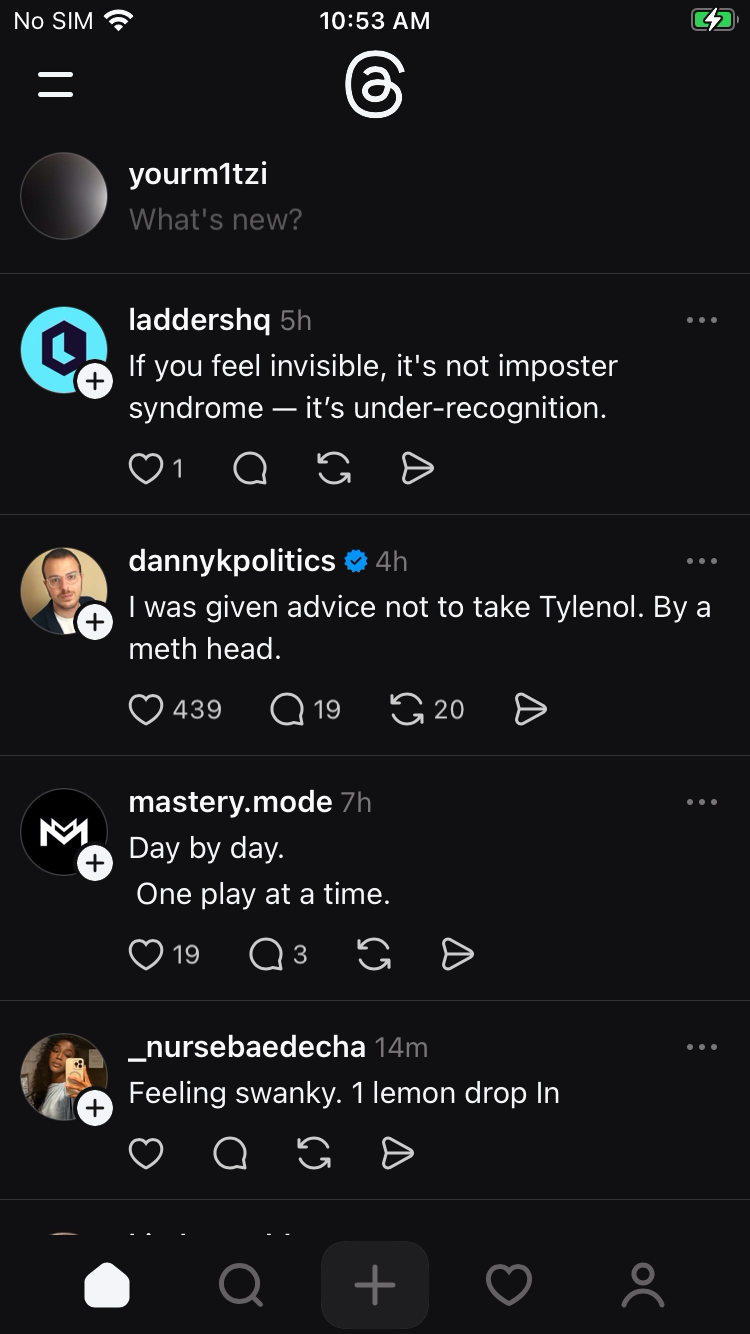 No SIM 10:53 AM
yourm1tzi
What's new?
laddershq 5h
If you feel invisible, it's not imposter
syndrome — it’s under-recognition.
1
dannykpolitics 4h
I was given advice not to take Tylenol. By a
meth head.
439 19 20
mastery.mode 7h
Day by day.
One play at a time.
19 3
_nursebaedecha 14m
Feeling swanky. 1 lemon drop In